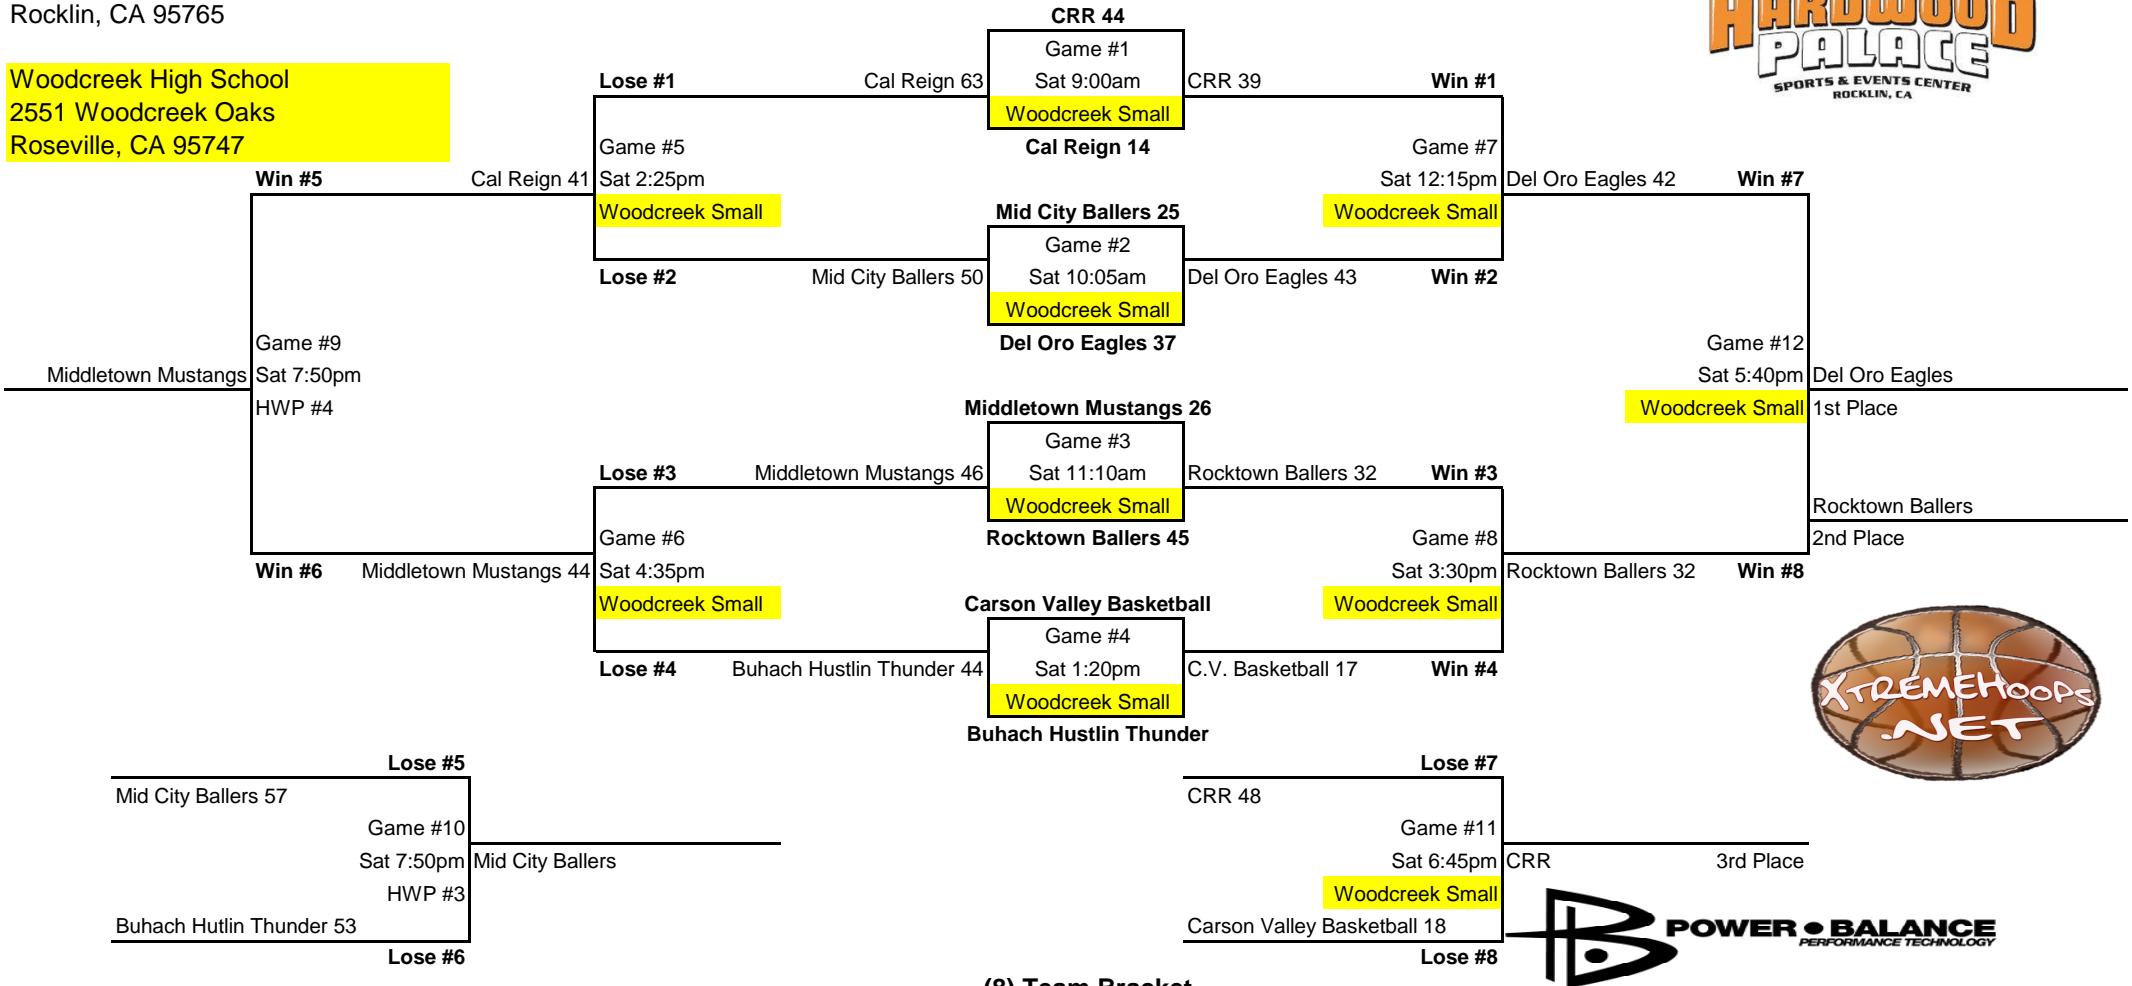 Rocklin, CA 95765
CRR 44
HARDWOOD
PALACE
SPORTS & EVENTS CENTER
ROCKLIN, CA
Woodcreek High School
2551 Woodcreek Oaks
Roseville, CA 95747
Game #1
Lose #1 Cal Reign 63 Sat 9:00am CRR 39 Win #1
Woodcreek Small
Game #5 Cal Reign 14 Game #7
Win #5 Cal Reign 41 Sat 2:25pm Sat 12:15pm Del Oro Eagles 42 Win #7
Woodcreek Small Mid City Ballers 25 Woodcreek Small
Game #2
Lose #2 Mid City Ballers 50 Sat 10:05am Del Oro Eagles 43 Win #2
Woodcreek Small
Game #9 Del Oro Eagles 37 Game #12
Middletown Mustangs Sat 7:50pm Sat 5:40pm Del Oro Eagles
HWP #4 Middletown Mustangs 26 Woodcreek Small 1st Place
Game #3
Lose #3 Middletown Mustangs 46 Sat 11:10am Rocktown Ballers 32 Win #3
Woodcreek Small Rocktown Ballers
Game #6 Rocktown Ballers 45 Game #8 2nd Place
Win #6 Middletown Mustangs 44 Sat 4:35pm Sat 3:30pm Rocktown Ballers 32 Win #8
Woodcreek Small Carson Valley Basketball Woodcreek Small
Game #4
Lose #4 Buhach Hustlin Thunder 44 Sat 1:20pm C.V. Basketball 17 Win #4
Woodcreek Small
Buhach Hustlin Thunder
XTREMEHOOPS
.NET
Lose #5 Lose #7
Mid City Ballers 57 CRR 48
Game #10 Game #11
Sat 7:50pm Mid City Ballers Sat 6:45pm CRR 3rd Place
HWP #3 Woodcreek Small
Buhach Hutlin Thunder 53 Carson Valley Basketball 18
Lose #6 Lose #8
POWER BALANCE
PERFORMANCE TECHNOLOGY
(8) Team Bracket